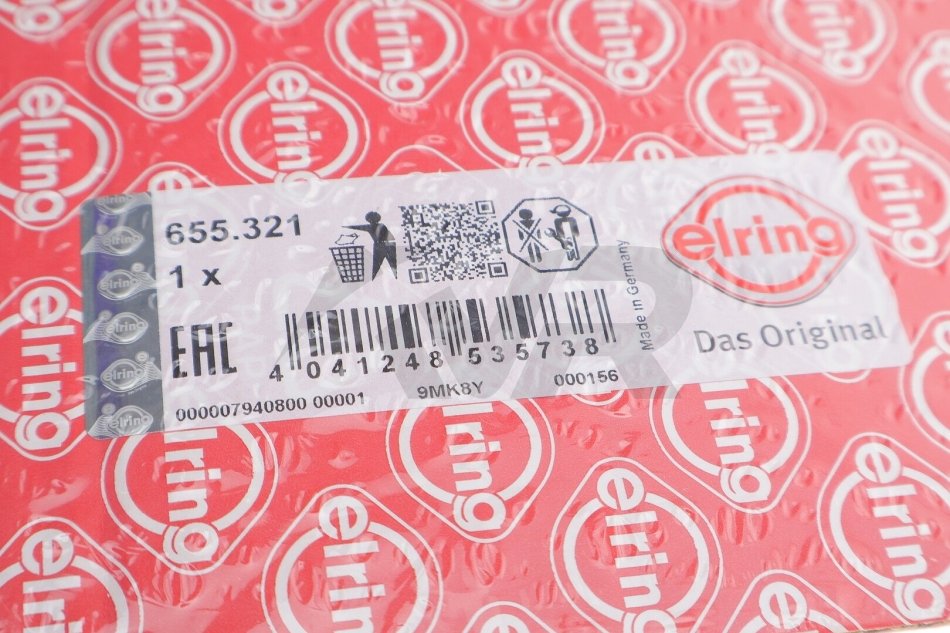 655.321
1 x
EAC
4 041248 535738
000007940800 00001
9MK8Y
000156
Made in Germany
elring
Das Original